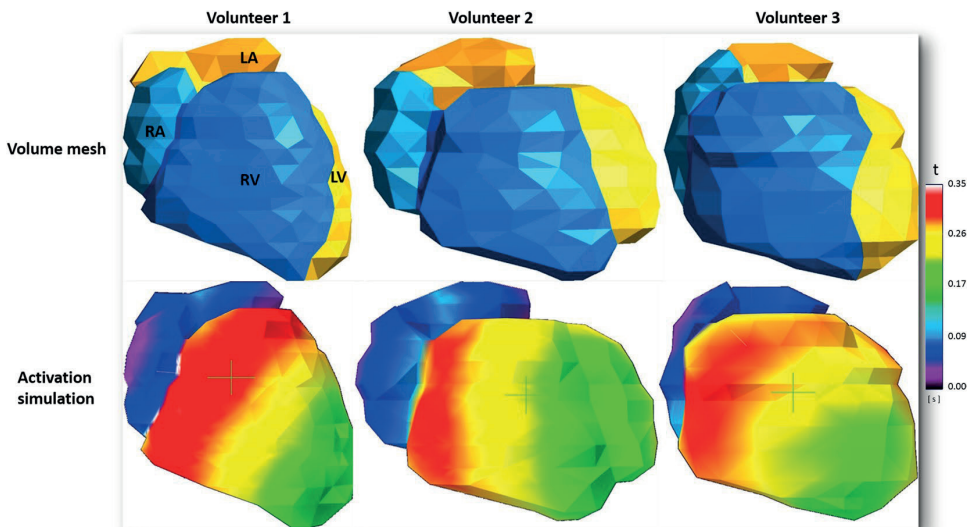 Volunteer 1
Volunteer 2
Volunteer 3
Volume mesh
LA
RA
RV
LV
t
0.35
0.26
0.17
0.09
0.00
[ s ]
Activation
simulation